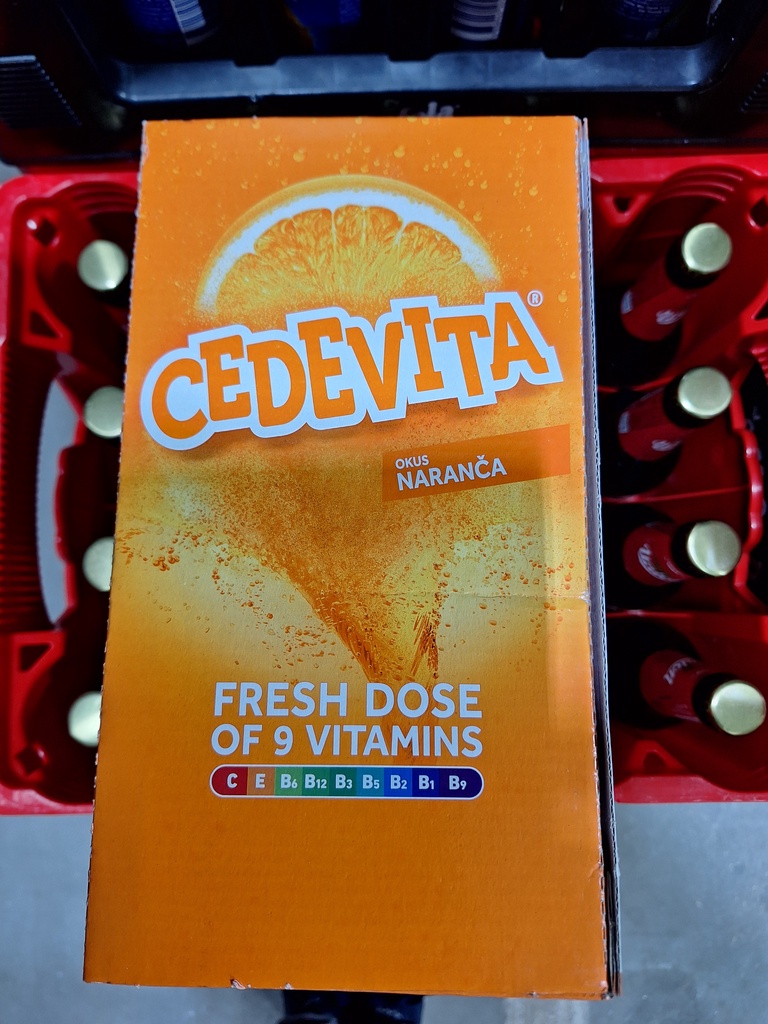 CEDEVITA®
OKUS
NARANČA
FRESH DOSE
OF 9 VITAMINS
C E B6 B12 B3 B5 B2 B1 B9